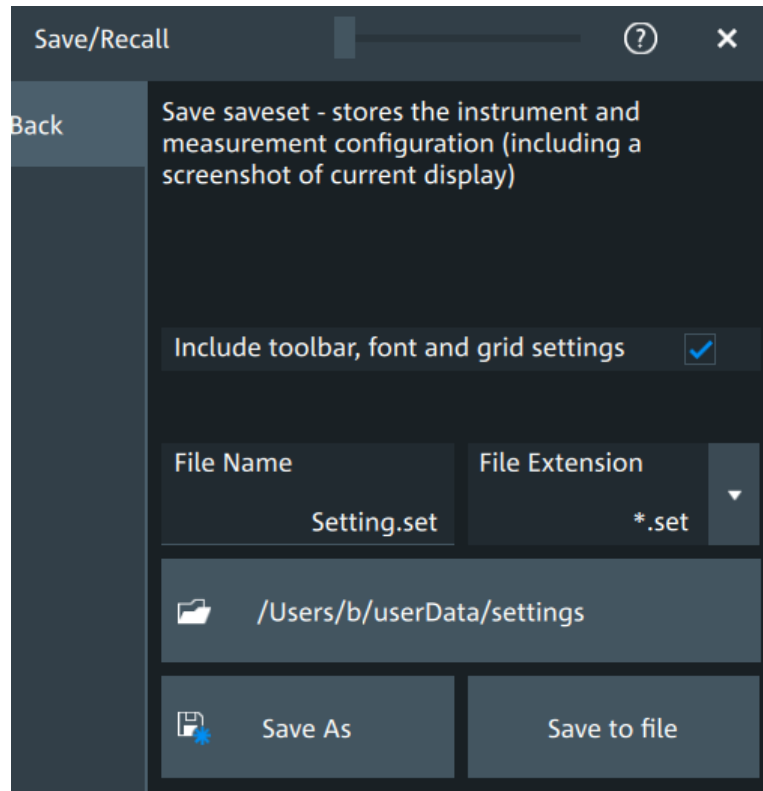 Save/Recall
?
Back
Save saveset - stores the instrument and
measurement configuration (including a
screenshot of current display)
Include toolbar, font and grid settings
File Name
File Extension
Setting.set
*.set
/Users/b/userData/settings
Save As
Save to file